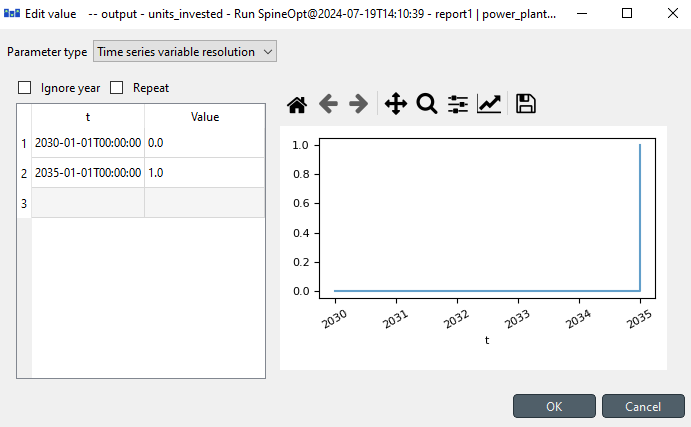 Edit value -- output - units_invested - Run SpineOpt@2024-07-19T14:10:39 - report1 | power_plant...
Parameter type Time series variable resolution
Ignore year Repeat
t Value
1 2030-01-01T00:00:00 0.0
2 2035-01-01T00:00:00 1.0
3
1.0
0.8
0.6
0.4
0.2
0.0
2030 2031 2032 2033 2034 2035
t
OK Cancel